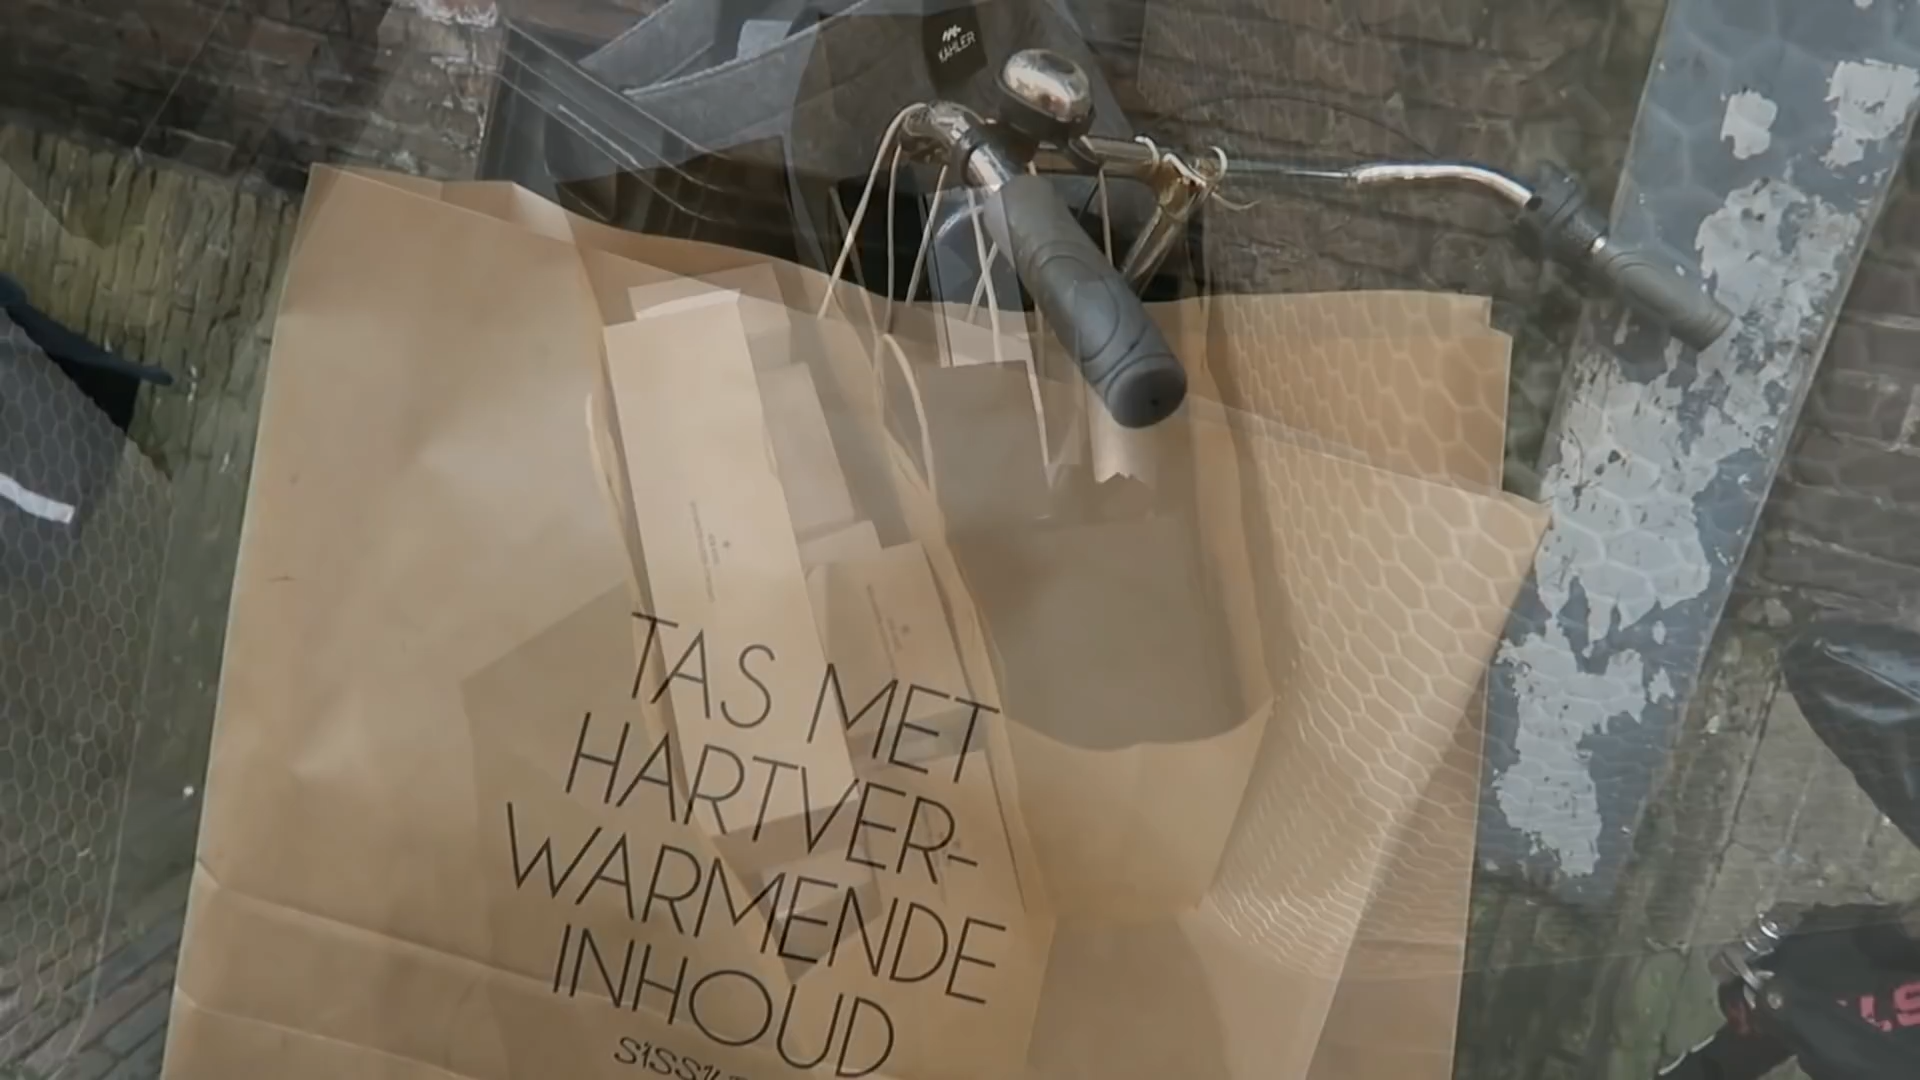 KÄHLER
TAS MET
HARTVER-
WARMENDE
INHOUD